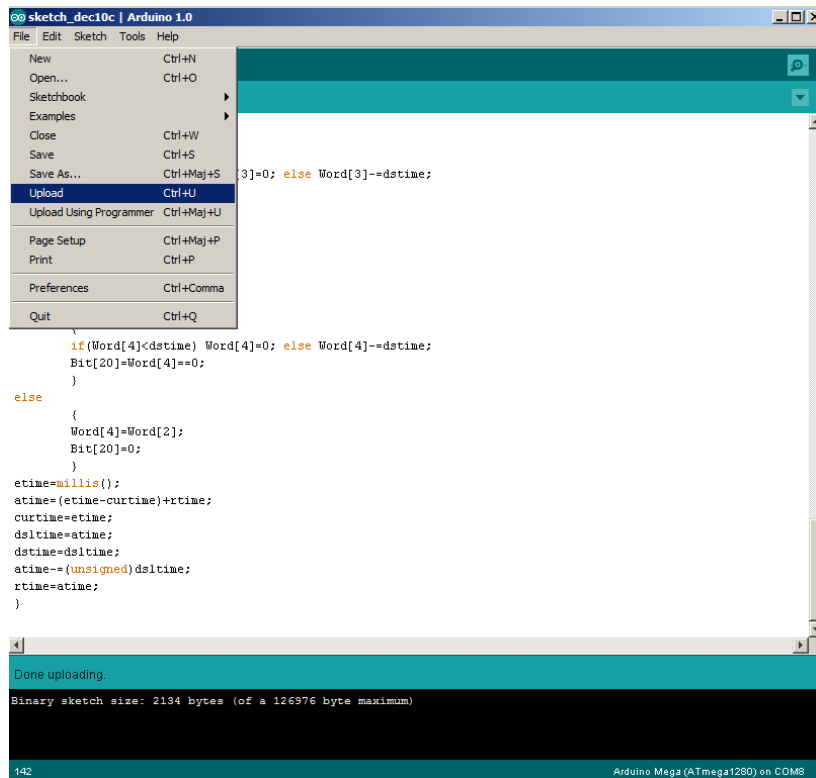 sketch_dec10c | Arduino 1.0
File Edit Sketch Tools Help
New Ctrl+N
Open... Ctrl+O
Sketchbook
Examples
Close Ctrl+W
Save Ctrl+S
Save As... Ctrl+Maj+S
[3]=0; else Word[3]-=dstime;
Upload Ctrl+U
Upload Using Programmer Ctrl+Maj+U
Page Setup Ctrl+Maj+P
Print Ctrl+P
Preferences Ctrl+Comma
Quit Ctrl+Q
{
if(Word[4]<dstime) Word[4]=0; else Word[4]-=dstime;
Bit[20]=Word[4]==0;
}
else
{
Word[4]=Word[2];
Bit[20]=0;
}
etime=millis();
atime=(etime-curtime)+rtime;
curtime=etime;
dsltime=atime;
dstime=dsltime;
atime-=(unsigned)dsltime;
rtime=atime;
}
Done uploading.
Binary sketch size: 2134 bytes (of a 126976 byte maximum)
142 Arduino Mega (ATmega1280) on COM8